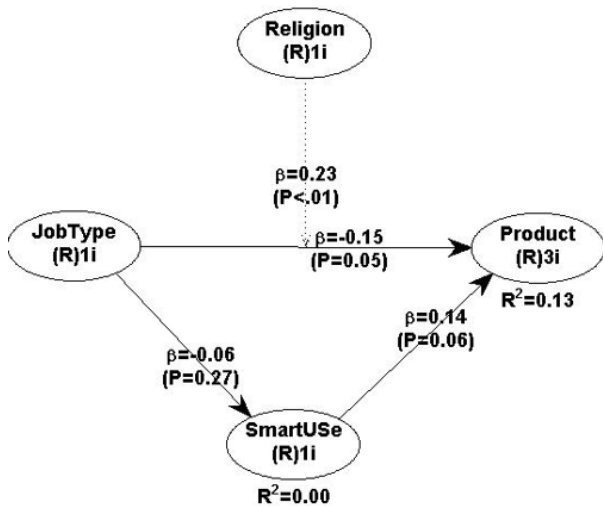 Religion
(R)1i
β=0.23
(P<.01)
JobType
(R)1i
β=-0.15
(P=0.05)
Product
(R)3i
R²=0.13
β=-0.06
(P=0.27)
β=0.14
(P=0.06)
SmartUSe
(R)1i
R²=0.00